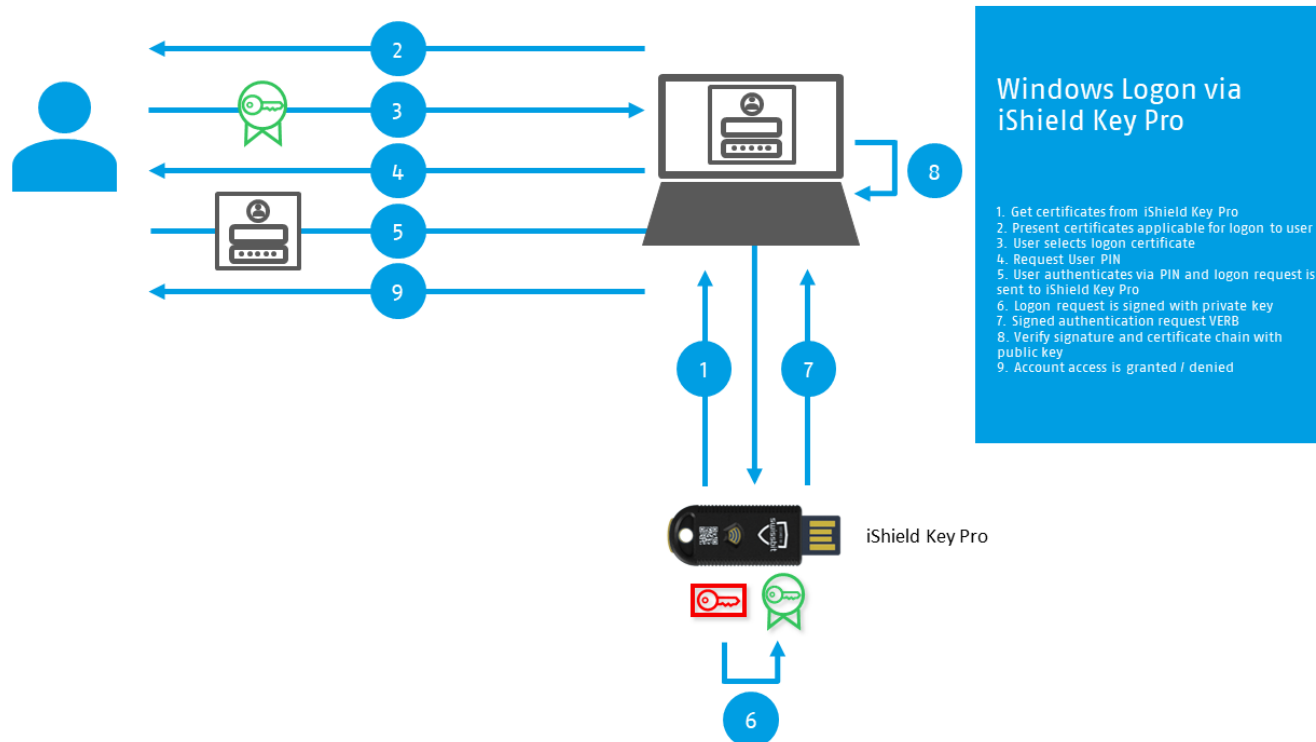 2
3
4
5
9
8
1
7
6
Windows Logon via
iShield Key Pro
1. Get certificates from iShield Key Pro
2. Present certificates applicable for logon to user
3. User selects logon certificate
4. Request User PIN
5. User authenticates via PIN and logon request is
sent to iShield Key Pro
6. Logon request is signed with private key
7. Signed authentication request VERB
8. Verify signature and certificate chain with
public key
9. Account access is granted / denied
swissbit
iShield Key Pro